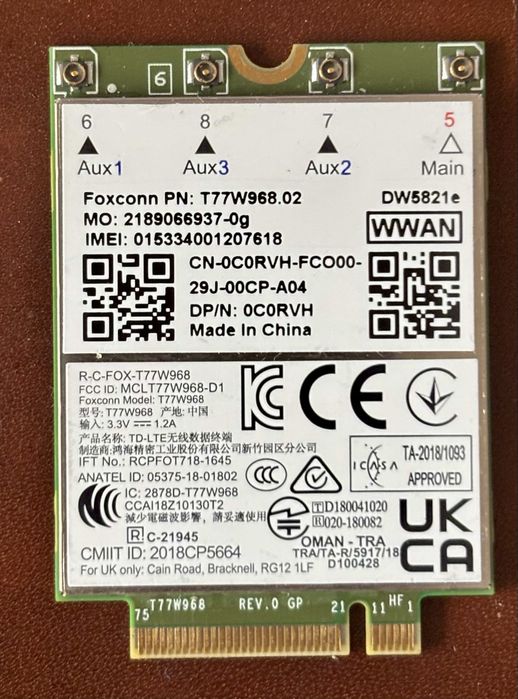 6
6 8 7 5
Aux1 Aux3 Aux2 Main
Foxconn PN: T77W968.02 DW5821e
MO: 2189066937-0g WWAN
IMEI: 015334001207618
CN-0C0RVH-FCO00-
29J-00CP-A04
DP/N: 0C0RVH
Made In China
R-C-FOX-T77W968
FCC ID: MCLT77W968-D1
Foxconn Model: T77W968
型号: T77W968 产地: 中国
输入: 3.3V ⎓ 1.2A
产品名称: TD-LTE无线数据终端
制造商:鸿海精密工业股份有限公司新竹园区分公司
IFT No.: RCPFOT718-1645
ANATEL ID: 05375-18-01802
IC: 2878D-T77W968
CCAI18Z10130T2
減少電磁波影響，請妥適使用
R C-21945
CMIIT ID: 2018CP5664
For UK only: Cain Road, Bracknell, RG12 1LF
KC CE
CCC
ICASA TA-2018/1093
APPROVED
T D180041020
R 020-180082
OMAN - TRA
TRA/TA-R/5917/18
D100428
UK
CA
75 T77W968 REV.0 GP 21 11 HF 1